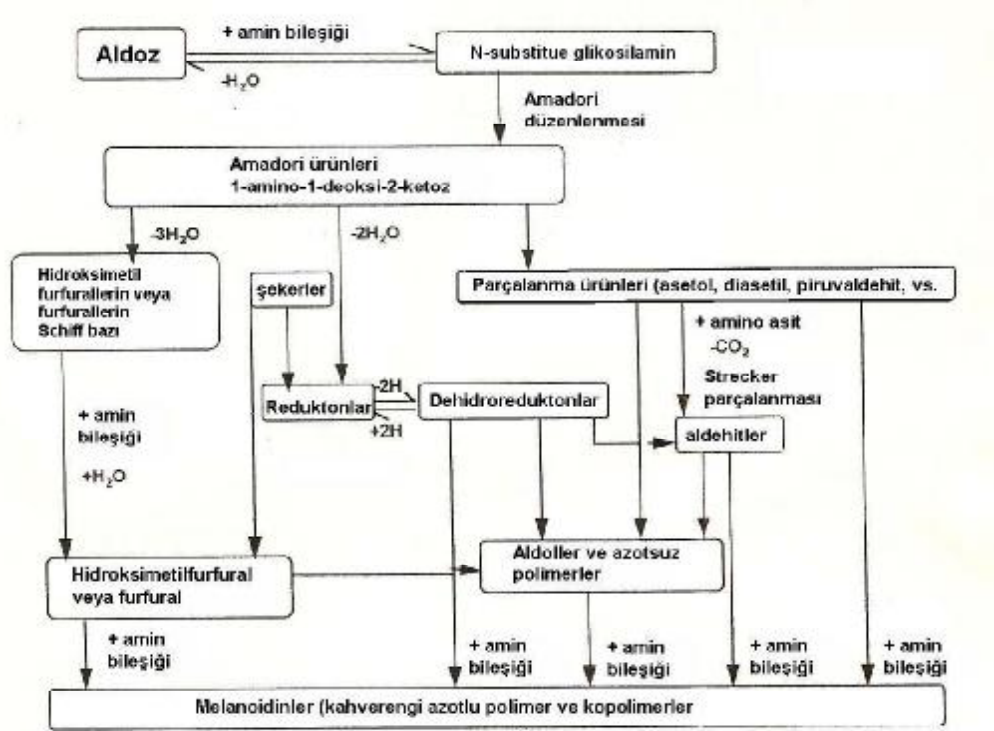 + amin bileşiği
Aldoz
N-substitue glikosilamin
-H₂O
Amadori
düzenlenmesi
Amadori ürünleri
1-amino-1-deoksi-2-ketoz
-3H₂O
-2H₂O
Hidroksimetil
furfurallerin veya
furfurallerin
Schiff bazı
şekerler
Parçalanma ürünleri (asetol, diasetil, piruvaldehit, vs.
+ amino asit
-CO₂
Strecker
parçalanması
-2H
Reduktonlar
Dehidroreduktonlar
+2H
aldehitler
+ amin
bileşiği
+H₂O
Aldoller ve azotsuz
polimerler
Hidroksimetilfurfural
veya furfural
+ amin
bileşiği
+ amin
bileşiği
+ amin
bileşiği
+ amin
bileşiği
+ amin
bileşiği
Melanoidinler (kahverengi azotlu polimer ve kopolimerler